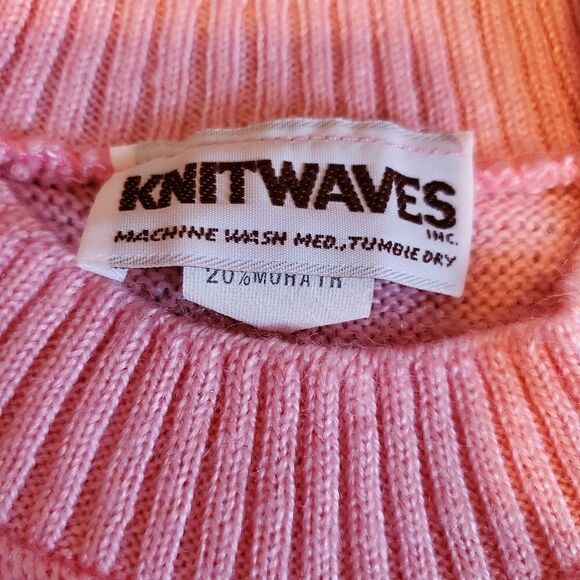 KNITWAVES
INC.
MACHINE WASH MED., TUMBLE DRY
20% MOHAIR